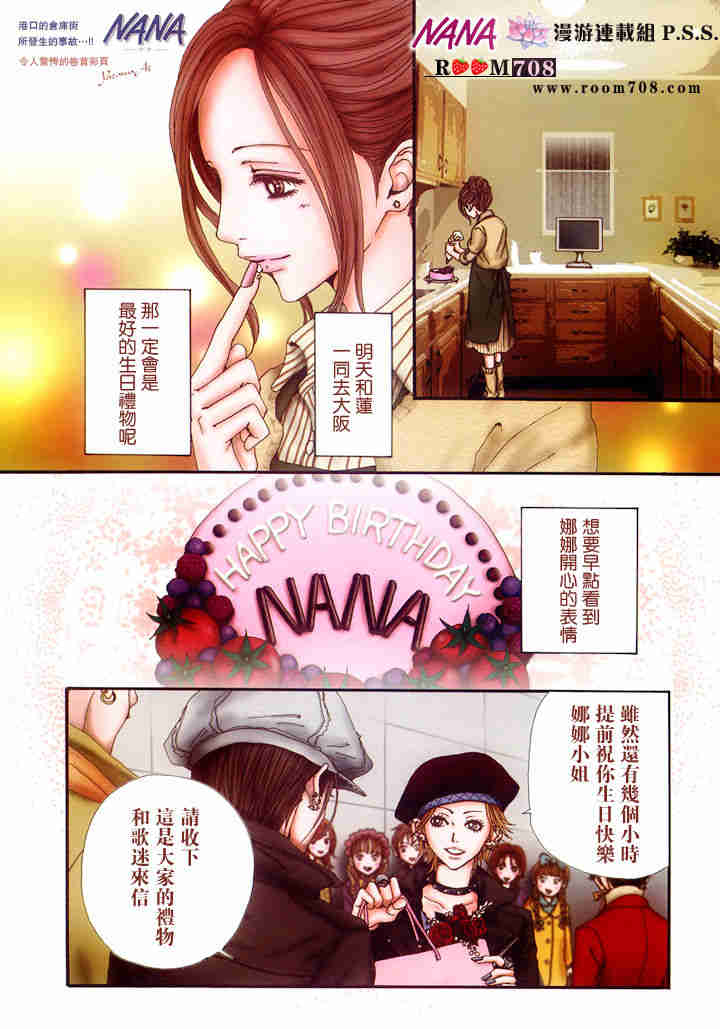 港口的倉庫街
所發生的事故…!!
令人驚愕的卷首彩頁
NANA
NANA
漫游連載組 P.S.S.
ROOM708
www.room708.com
明天和蓮
一同去大阪
那一定會是
最好的生日禮物呢
想要早點看到
娜娜開心的表情
HAPPY BIRTHDAY
NANA
雖然還有幾個小時
提前祝你生日快樂
娜娜小姐
請收下
這是大家的禮物
和歌迷來信